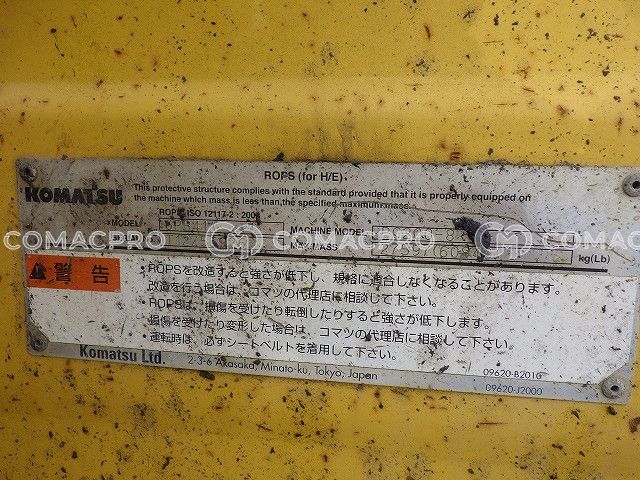 ROPS (for H/E)
KOMATSU
This protective structure complies with the standard provided that it is properly equipped on
the machine which mass is less than the specified maximum mass.
ROPS: ISO 12117-2 : 2008
MODEL
MACHINE MODEL
MAX MASS
kg(Lb)
COMACPRO COMACPRO COMACPRO
警告
ROPSを改造すると強さが低下し、規格に適合しなくなることがあります。
改造を行う場合は、コマツの代理店に相談して下さい。
ROPSは、損傷を受けたり転倒したりすると強さが低下します。
損傷を受けたり変形した場合は、コマツの代理店に相談して下さい。
運転時は、必ずシートベルトを着用して下さい。
Komatsu Ltd.
2-3-6 Akasaka, Minato-ku, Tokyo, Japan
09620-B2010
09620-J2000